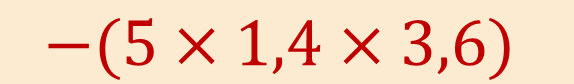 −(5 × 1,4 × 3,6)